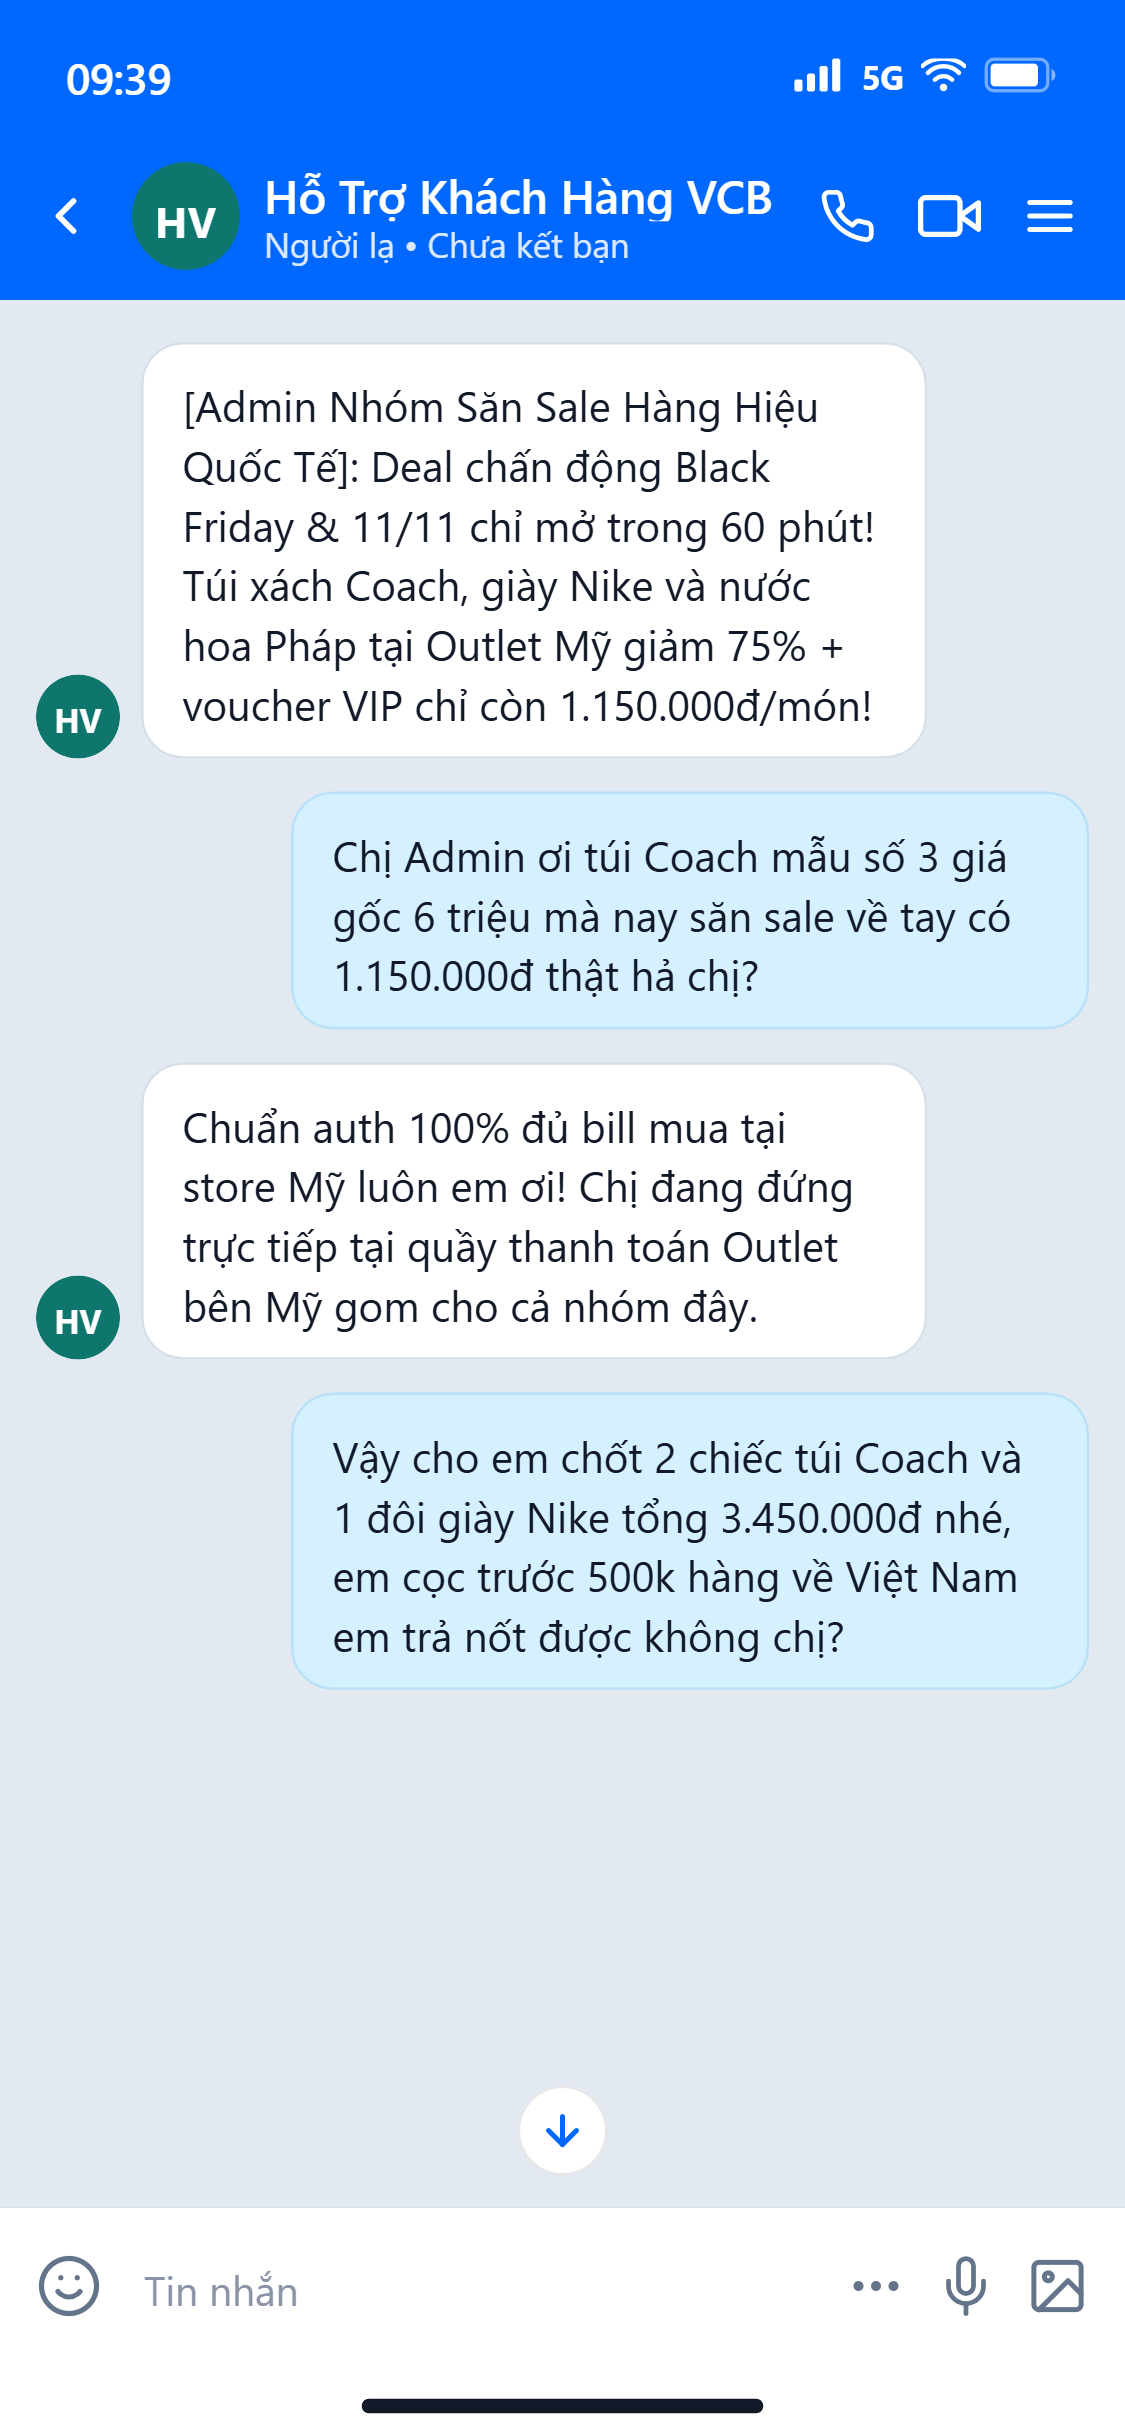 09:39
5G
HV
Hỗ Trợ Khách Hàng VCB
Người lạ • Chưa kết bạn
[Admin Nhóm Săn Sale Hàng Hiệu
Quốc Tế]: Deal chấn động Black
Friday & 11/11 chỉ mở trong 60 phút!
Túi xách Coach, giày Nike và nước
hoa Pháp tại Outlet Mỹ giảm 75% +
voucher VIP chỉ còn 1.150.000đ/món!
HV
Chị Admin ơi túi Coach mẫu số 3 giá
gốc 6 triệu mà nay săn sale về tay có
1.150.000đ thật hả chị?
Chuẩn auth 100% đủ bill mua tại
store Mỹ luôn em ơi! Chị đang đứng
trực tiếp tại quầy thanh toán Outlet
bên Mỹ gom cho cả nhóm đây.
HV
Vậy cho em chốt 2 chiếc túi Coach và
1 đôi giày Nike tổng 3.450.000đ nhé,
em cọc trước 500k hàng về Việt Nam
em trả nốt được không chị?
Tin nhắn